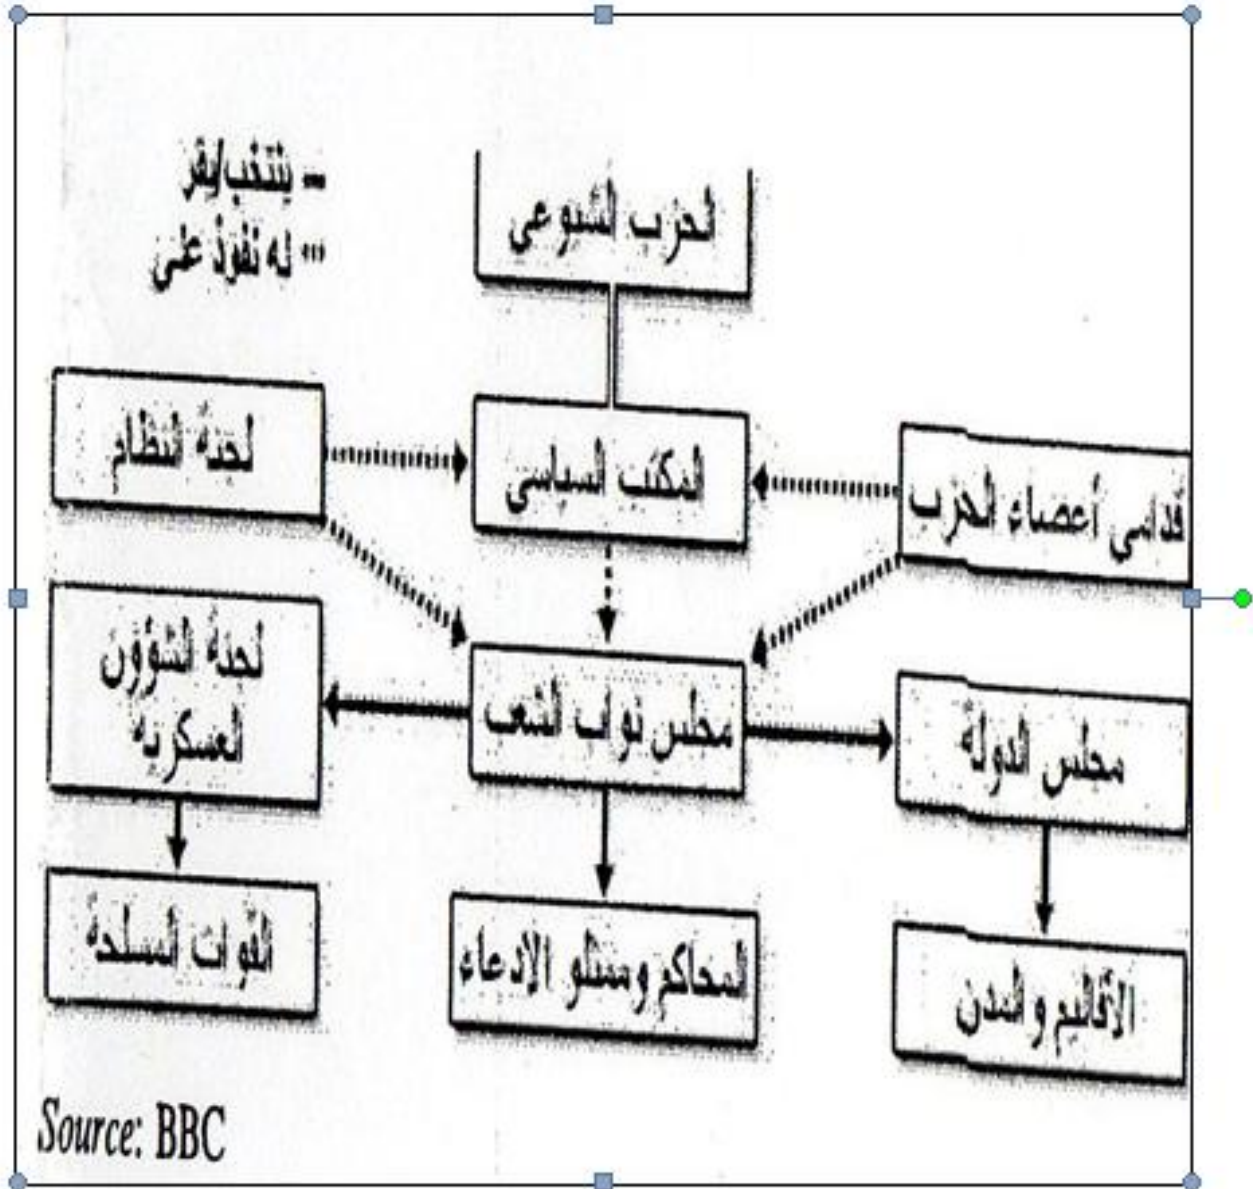 – ينتخب/يقر
... له نفوذ على
الحزب الشيوعي
لجنة النظام
المكتب السياسي
قدامى أعضاء الحزب
لجنة الشؤون
العسكرية
مجلس نواب الشعب
مجلس الدولة
القوات المسلحة
المحاكم وممثلو الادعاء
الأقاليم و المدن
Source: BBC